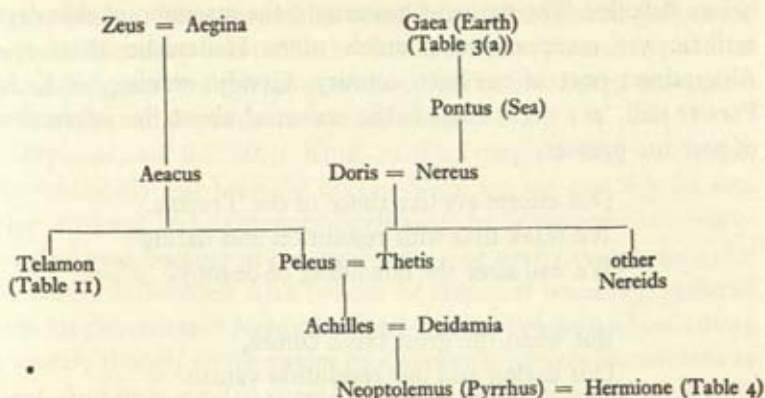 Zeus = Aegina Gaea (Earth)
(Table 3(a))
Pontus (Sea)
Aeacus Doris = Nereus
Telamon Peleus = Thetis other
(Table 11) Nereids
Achilles = Deidamia
Neoptolemus (Pyrrhus) = Hermione (Table 4)